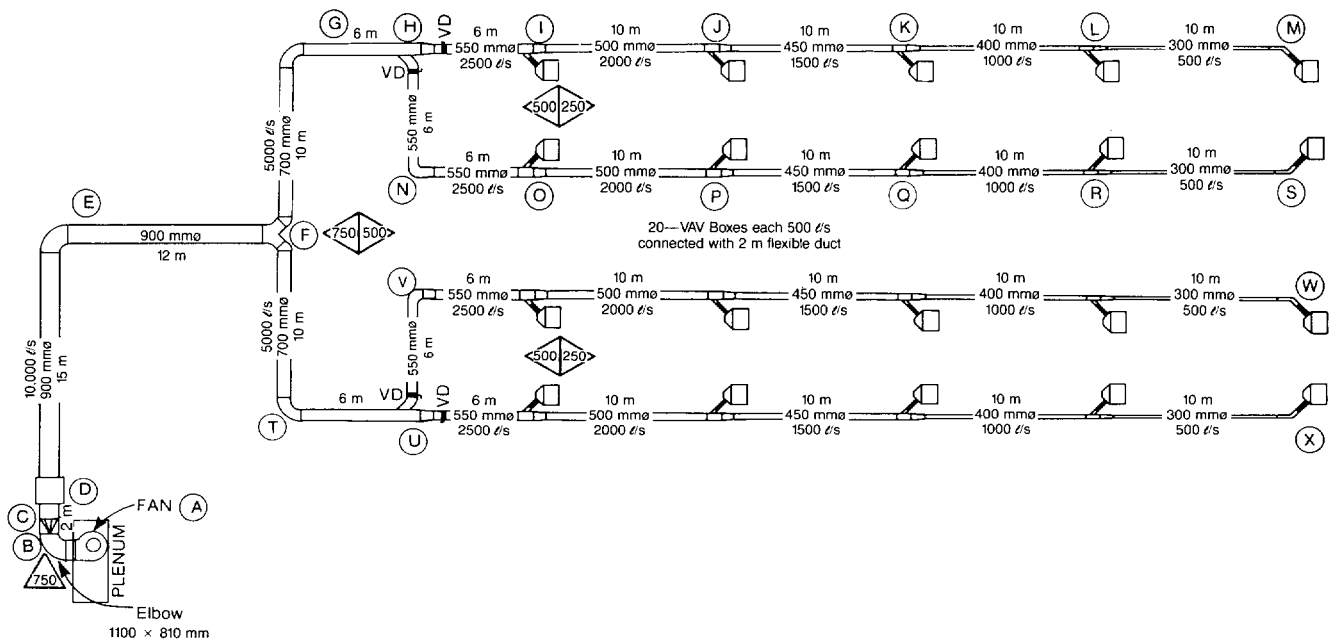 G
6 m
H
VD
6 m
550 mmø
2500 ℓ/s
I
10 m
500 mmø
2000 ℓ/s
J
10 m
450 mmø
1500 ℓ/s
K
10 m
400 mmø
1000 ℓ/s
L
10 m
300 mmø
500 ℓ/s
M
VD
550 mmø
6 m
500 250
5000 ℓ/s
700 mmø
10 m
N
6 m
550 mmø
2500 ℓ/s
O
10 m
500 mmø
2000 ℓ/s
P
10 m
450 mmø
1500 ℓ/s
Q
10 m
400 mmø
1000 ℓ/s
R
10 m
300 mmø
500 ℓ/s
S
E
900 mmø
12 m
F
750 500
20—VAV Boxes each 500 ℓ/s
connected with 2 m flexible duct
V
6 m
550 mmø
2500 ℓ/s
10 m
500 mmø
2000 ℓ/s
10 m
450 mmø
1500 ℓ/s
10 m
400 mmø
1000 ℓ/s
10 m
300 mmø
500 ℓ/s
W
5000 ℓ/s
700 mmø
10 m
550 mmø
6 m
500 250
10,000 ℓ/s
900 mmø
15 m
VD
VD
T
6 m
U
6 m
550 mmø
2500 ℓ/s
10 m
500 mmø
2000 ℓ/s
10 m
450 mmø
1500 ℓ/s
10 m
400 mmø
1000 ℓ/s
10 m
300 mmø
500 ℓ/s
X
D
C
2 m
FAN
A
B
750
PLENUM
Elbow
1100 × 810 mm